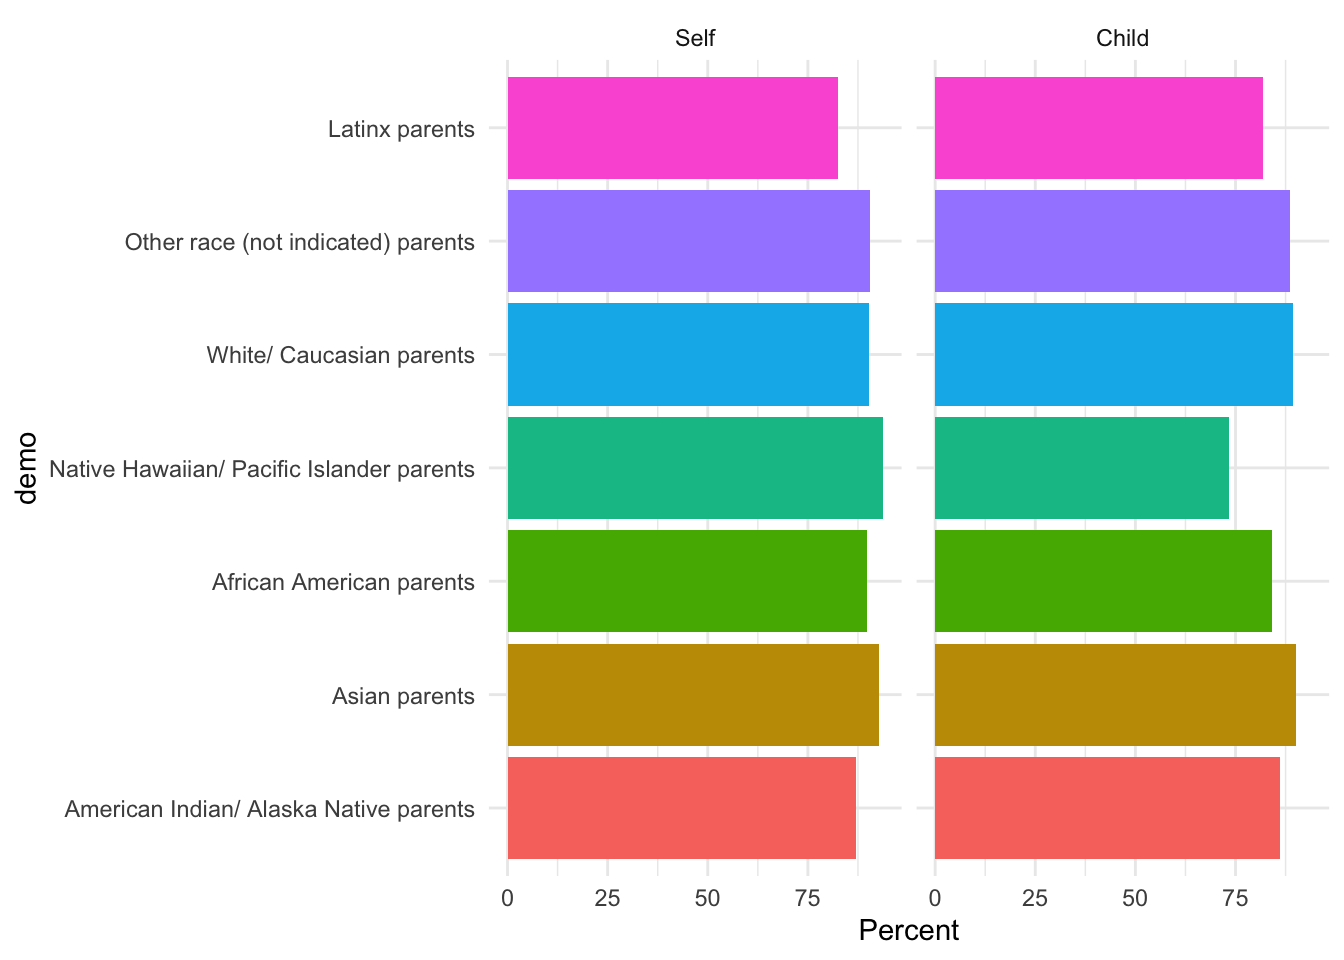 Self
Child
Latinx parents
Other race (not indicated) parents
White/ Caucasian parents
Native Hawaiian/ Pacific Islander parents
African American parents
Asian parents
American Indian/ Alaska Native parents
demo
0 25 50 75
0 25 50 75
Percent